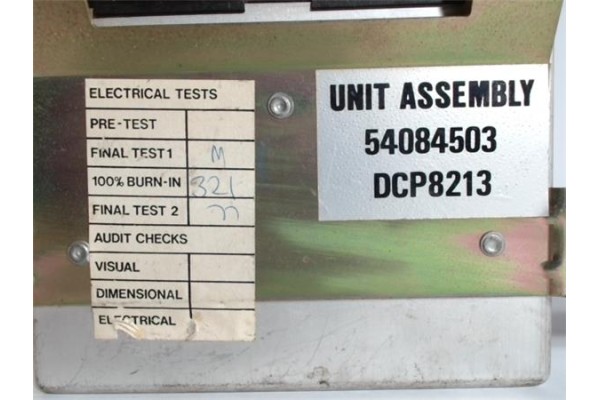 ELECTRICAL TESTS
PRE-TEST
FINAL TEST 1 M
100% BURN-IN 321
FINAL TEST 2
AUDIT CHECKS
VISUAL
DIMENSIONAL
ELECTRICAL
UNIT ASSEMBLY
54084503
DCP8213